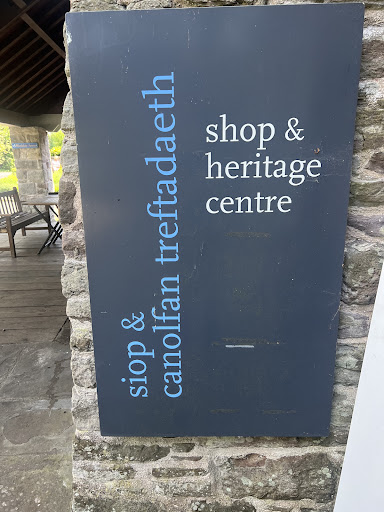 siop &
canolfan treftadaeth
shop &
heritage
centre